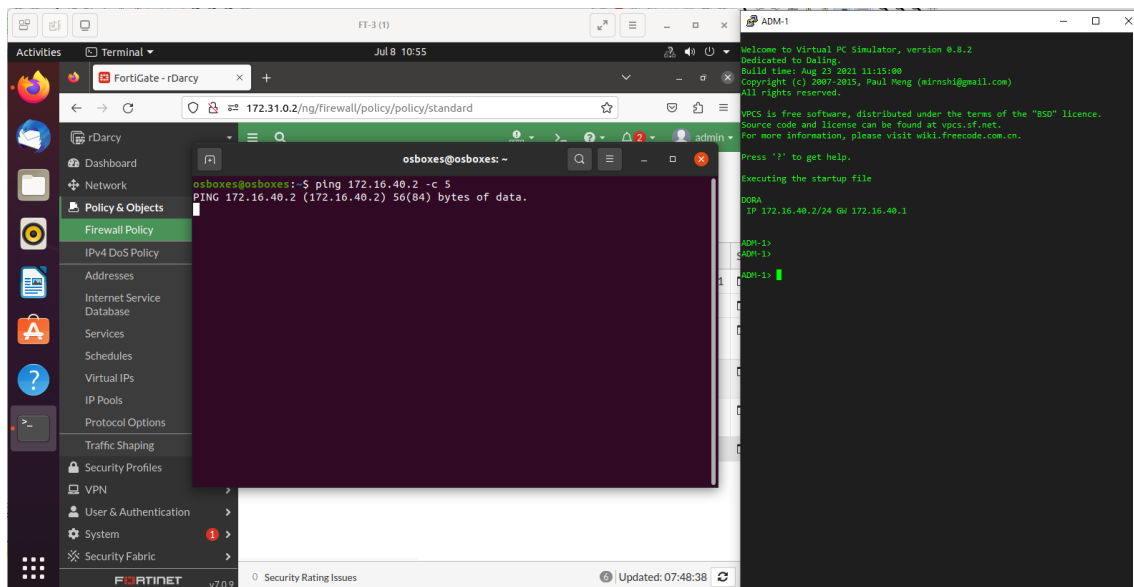 FT-3 (1)
Activities
Terminal
Jul 8 10:55
FortiGate - rDarcy
172.31.0.2/ng/firewall/policy/policy/standard
rDarcy
2
admin
Dashboard
Network
Policy & Objects
Firewall Policy
IPv4 DoS Policy
Addresses
Internet Service
Database
Services
Schedules
Virtual IPs
IP Pools
Protocol Options
Traffic Shaping
Security Profiles
VPN
User & Authentication
System
1
Security Fabric
FORTINET
v7.0.9
0 Security Rating Issues
6 Updated: 07:48:38
osboxes@osboxes: ~
osboxes@osboxes:~$ ping 172.16.40.2 -c 5
PING 172.16.40.2 (172.16.40.2) 56(84) bytes of data.
ADM-1
Welcome to Virtual PC Simulator, version 0.8.2
Dedicated to Daling.
Build time: Aug 23 2021 11:15:00
Copyright (c) 2007-2015, Paul Meng (mirnshi@gmail.com)
All rights reserved.
VPCS is free software, distributed under the terms of the "BSD" licence.
Source code and license can be found at vpcs.sf.net.
For more information, please visit wiki.freecode.com.cn.
Press '?' to get help.
Executing the startup file
DORA
IP 172.16.40.2/24 GW 172.16.40.1
ADM-1>
ADM-1>
ADM-1>